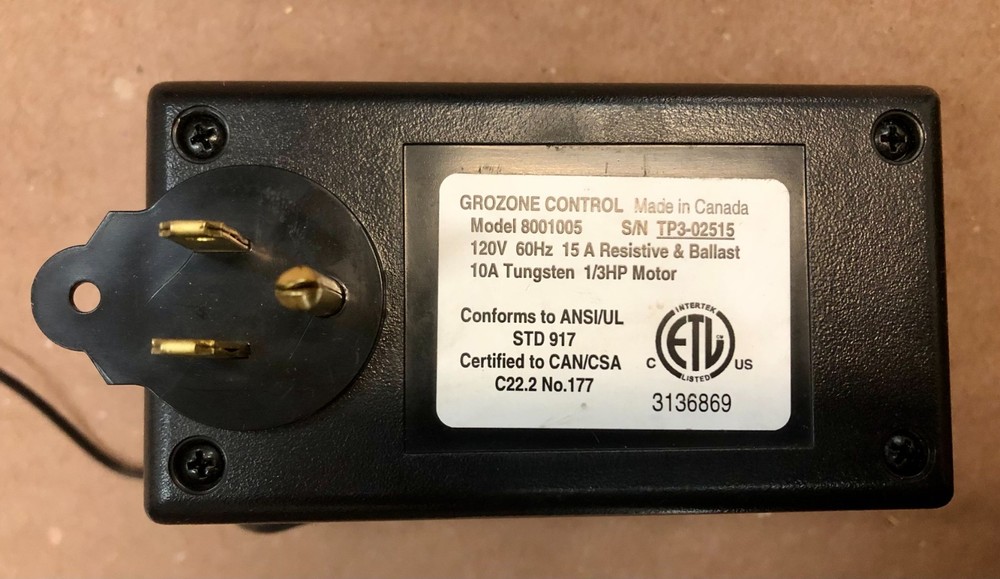 GROZONE CONTROL Made in Canada
Model 8001005 S/N TP3-02515
120V 60Hz 15 A Resistive & Ballast
10A Tungsten 1/3HP Motor
Conforms to ANSI/UL
STD 917
Certified to CAN/CSA
C22.2 No.177
INTERTEK
C ETL CM US
LISTED
3136869